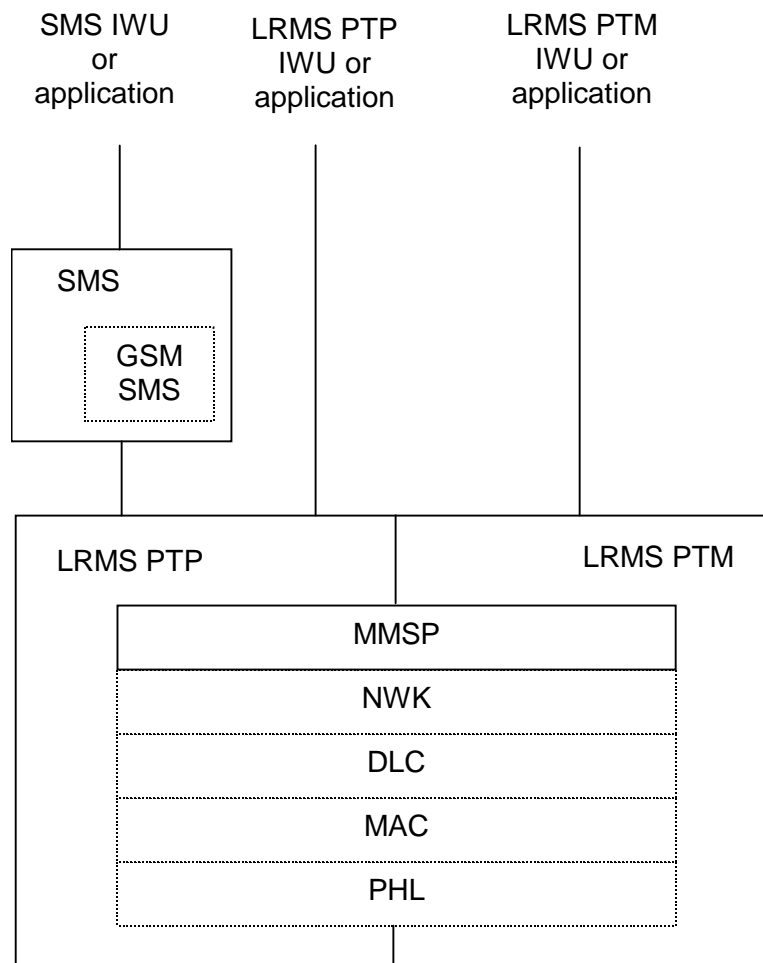 SMS IWU
or
application
LRMS PTP
IWU or
application
LRMS PTM
IWU or
application
SMS
GSM
SMS
LRMS PTP
LRMS PTM
MMSP
NWK
DLC
MAC
PHL